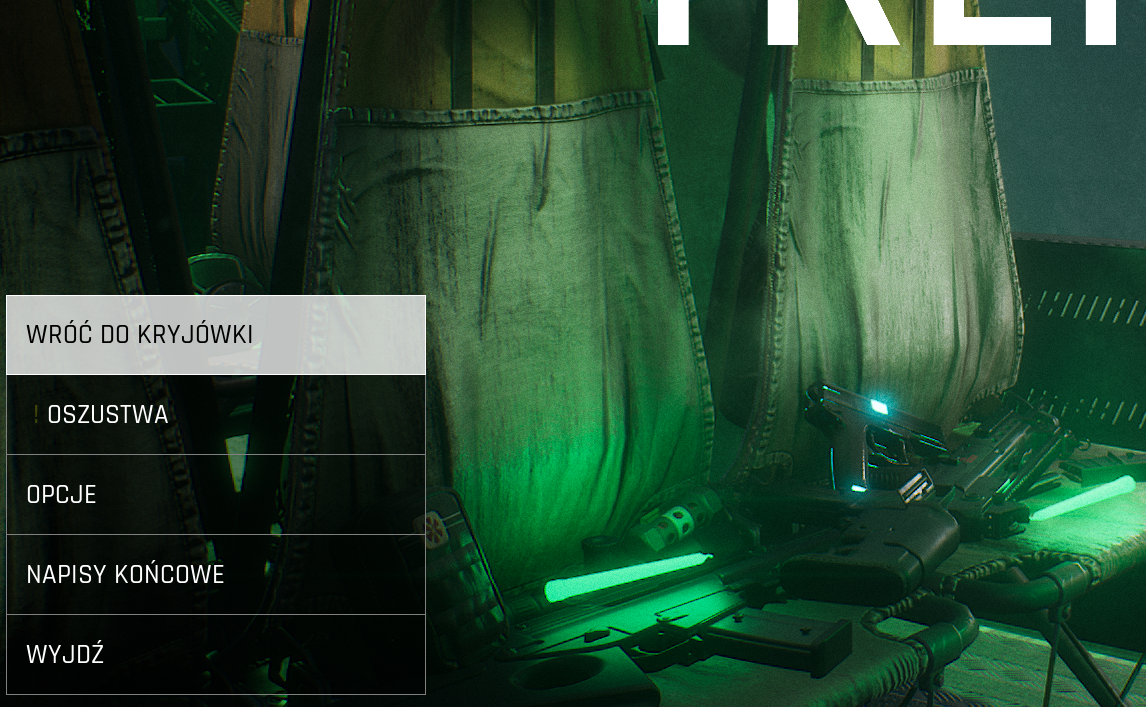 WRÓĆ DO KRYJÓWKI
! OSZUSTWA
OPCJE
NAPISY KOŃCOWE
WYJDŹ